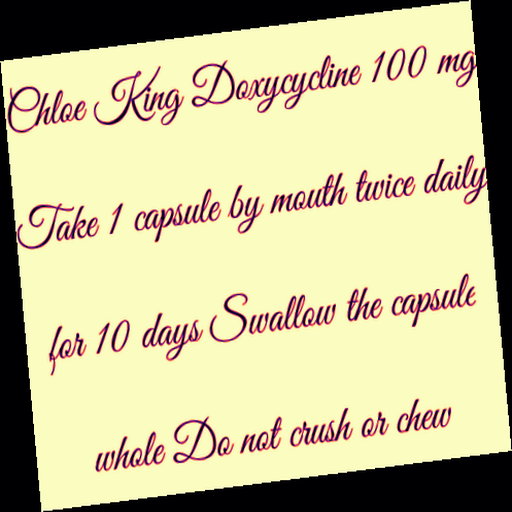 Chloe King Doxycycline 100 mg
Take 1 capsule by mouth twice daily
for 10 days Swallow the capsule
whole Do not crush or chew